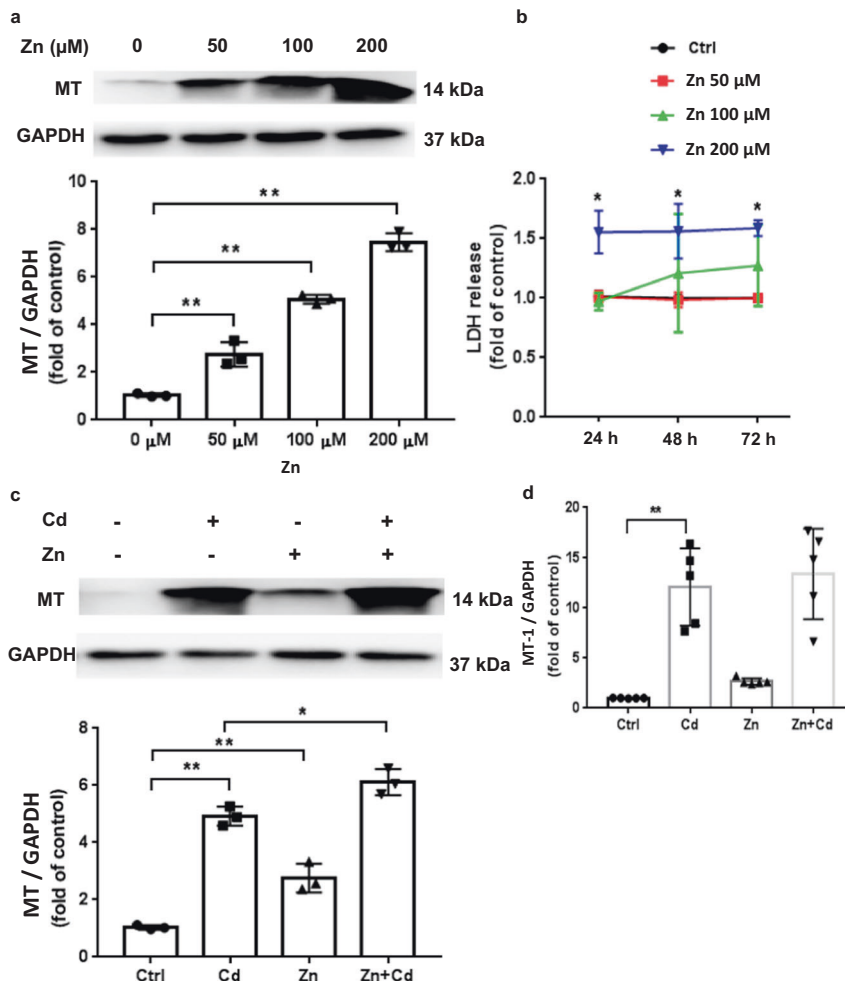 a
Zn (µM) 0 50 100 200
MT 14 kDa
GAPDH 37 kDa
MT / GAPDH
(fold of control)
10
8
6
4
2
0
**
**
**
0 µM 50 µM 100 µM 200 µM
Zn
b
Ctrl
Zn 50 µM
Zn 100 µM
Zn 200 µM
LDH release
(fold of control)
2.0
1.5
1.0
0.5
0.0
* * *
24 h 48 h 72 h
c
Cd - + - +
Zn - - + +
MT 14 kDa
GAPDH 37 kDa
MT / GAPDH
(fold of control)
8
6
4
2
0
*
**
**
Ctrl Cd Zn Zn+Cd
d
MT-1 / GAPDH
(fold of control)
20
15
10
5
0
**
Ctrl Cd Zn Zn+Cd